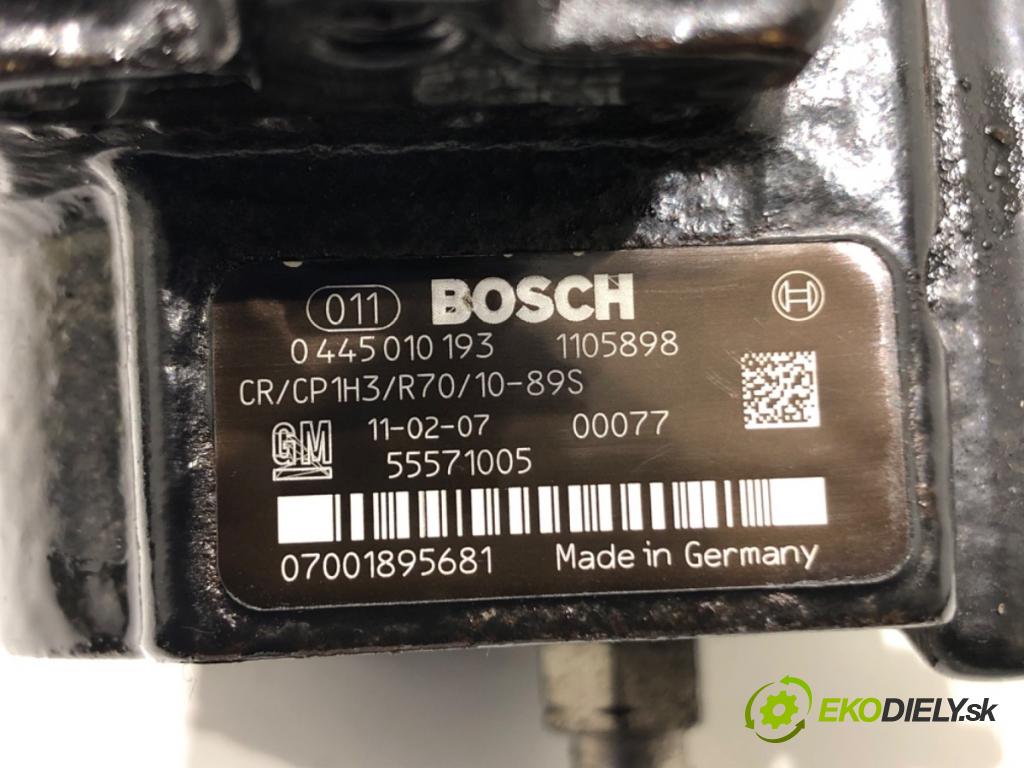 011 BOSCH
0 445 010 193 1105898
CR/CP1H3/R70/10-89S
GM 11-02-07 00077
55571005
07001895681 Made in Germany
EKODIELY.sk